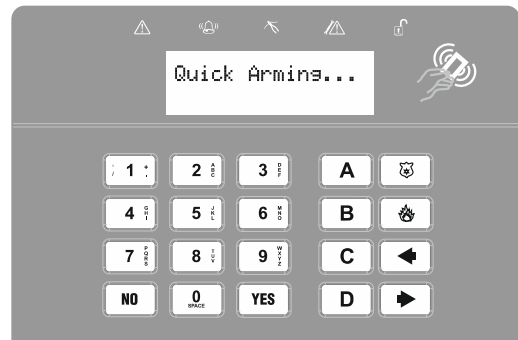 Quick Arming...
1 2 ABC 3 DEF A
4 GHI 5 JKL 6 MNO B
7 PQRS 8 TUV 9 WXYZ C
NO 0 SPACE YES D